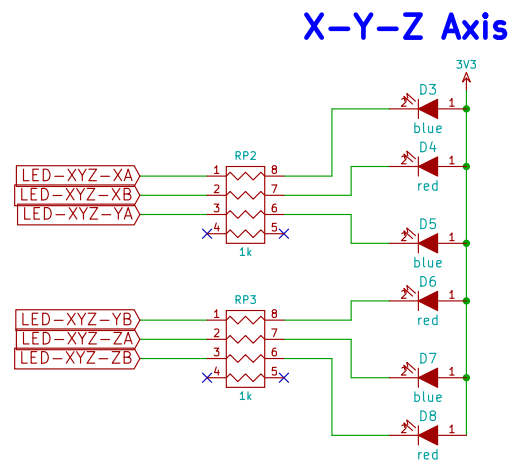 X-Y-Z Axis
3V3
D3
2 1
blue
D4
2 1
red
RP2
LED-XYZ-XA 1 8
LED-XYZ-XB 2 7
LED-XYZ-YA 3 6
4 5
1k
D5
2 1
blue
D6
2 1
red
RP3
LED-XYZ-YB 1 8
LED-XYZ-ZA 2 7
LED-XYZ-ZB 3 6
4 5
1k
D7
2 1
blue
D8
2 1
red